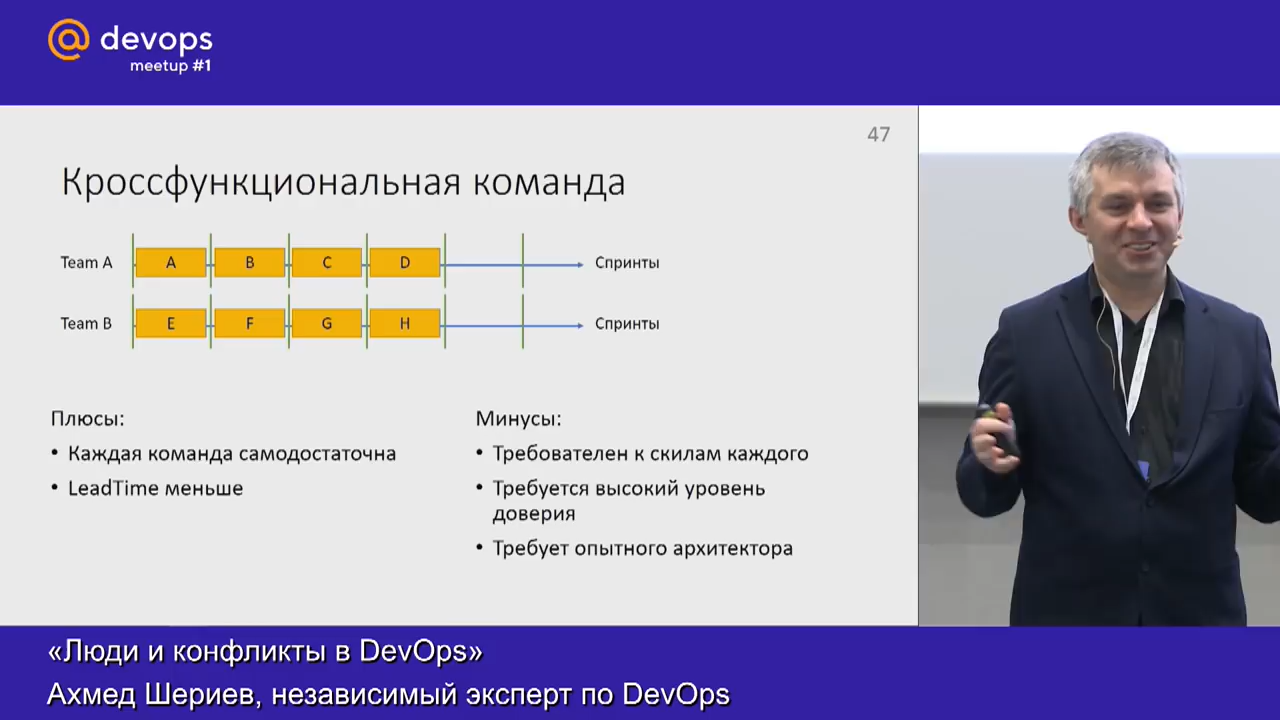 @ devops
meetup #1
47
Кроссфункциональная команда
Team A A B C D Спринты
Team B E F G H Спринты
Плюсы:
• Каждая команда самодостаточна
• LeadTime меньше
Минусы:
• Требователен к скилам каждого
• Требуется высокий уровень
доверия
• Требует опытного архитектора
«Люди и конфликты в DevOps»
Ахмед Шериев, независимый эксперт по DevOps